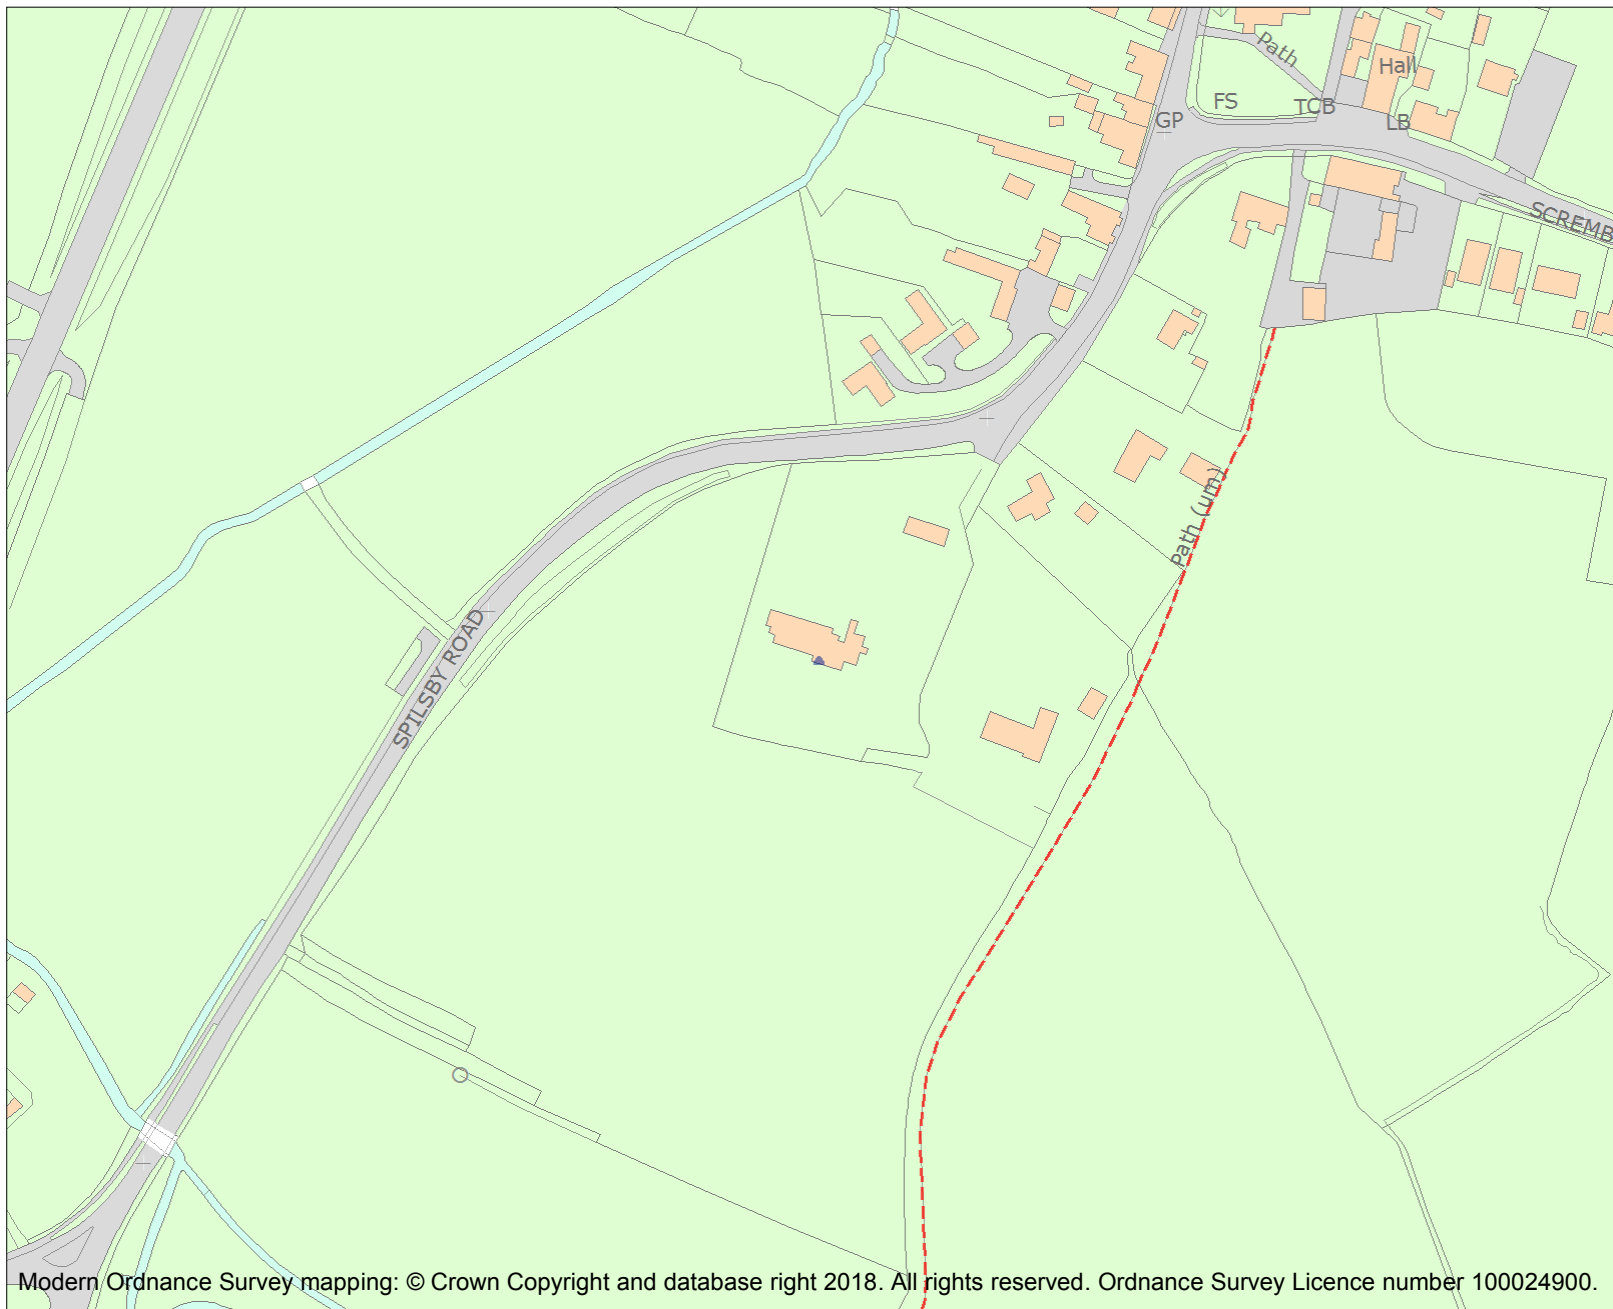 Path
Hall
FS
TCB
GP
LB
SCREMB
Path (um)
SPILSBY ROAD
Modern Ordnance Survey mapping: © Crown Copyright and database right 2018. All rights reserved. Ordnance Survey Licence number 100024900.